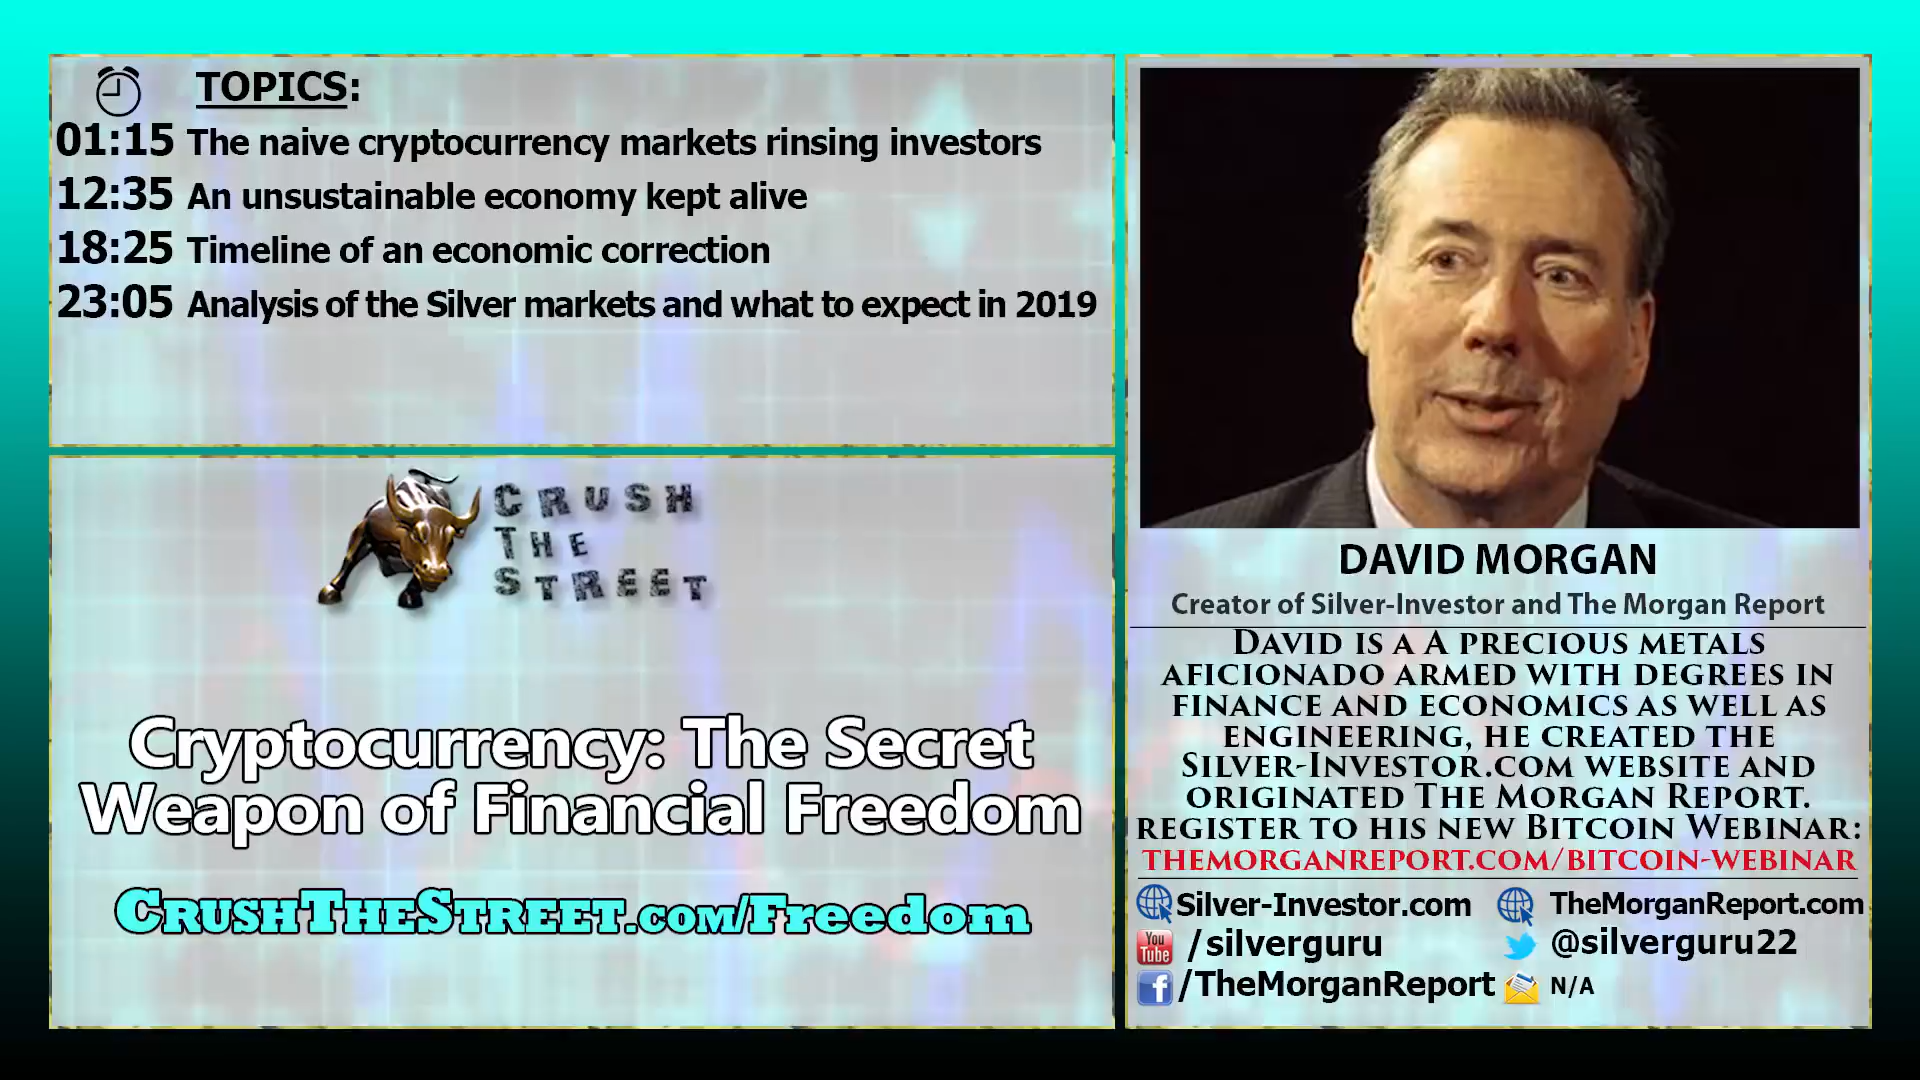 TOPICS:
01:15 The naive cryptocurrency markets rinsing investors
12:35 An unsustainable economy kept alive
18:25 Timeline of an economic correction
23:05 Analysis of the Silver markets and what to expect in 2019
CRUSH
THE
STREET
Cryptocurrency: The Secret
Weapon of Financial Freedom
CRUSHTHESTREET.COM/Freedom
DAVID MORGAN
Creator of Silver-Investor and The Morgan Report
DAVID IS A A PRECIOUS METALS
AFICIONADO ARMED WITH DEGREES IN
FINANCE AND ECONOMICS AS WELL AS
ENGINEERING, HE CREATED THE
SILVER-INVESTOR.COM WEBSITE AND
ORIGINATED THE MORGAN REPORT.
REGISTER TO HIS NEW BITCOIN WEBINAR:
THEMORGANREPORT.COM/BITCOIN-WEBINAR
Silver-Investor.com TheMorganReport.com
You Tube /silverguru @silverguru22
f /TheMorganReport N/A